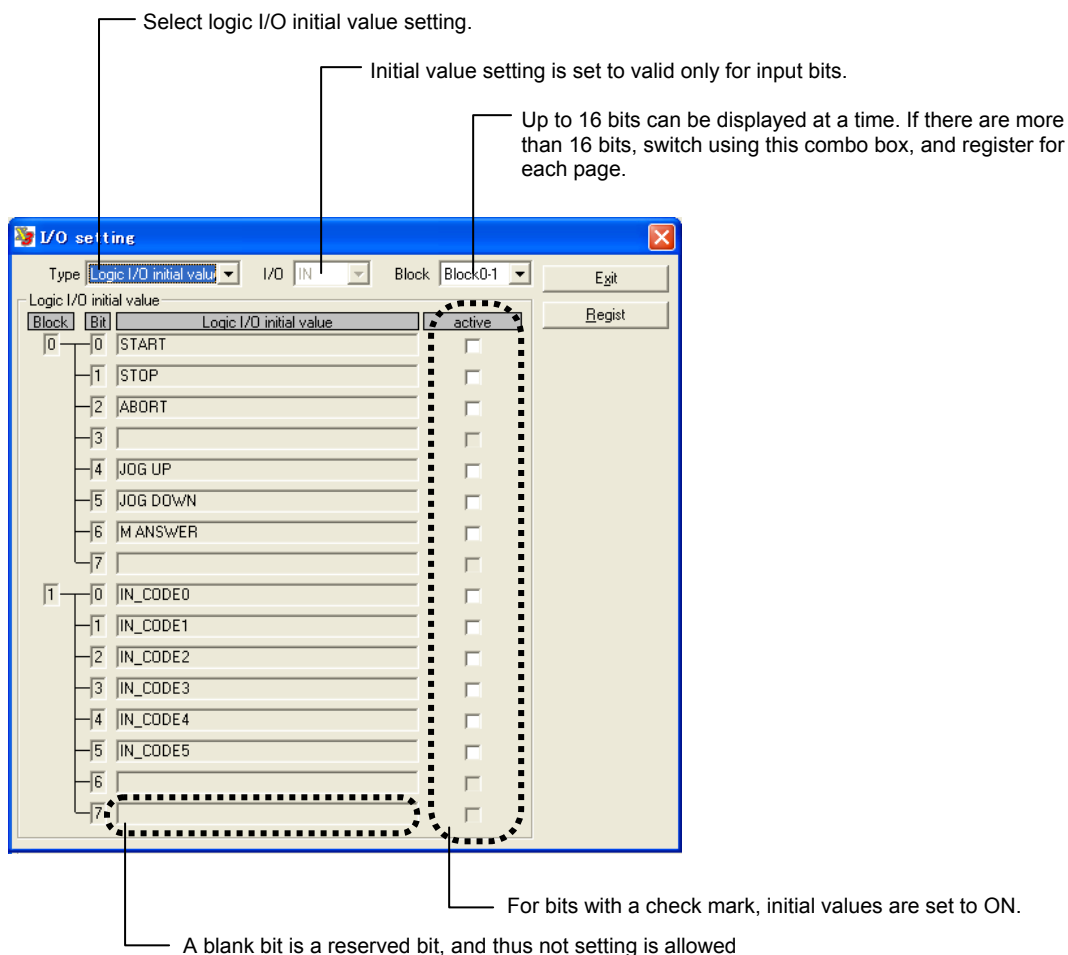 Select logic I/O initial value setting.
Initial value setting is set to valid only for input bits.
Up to 16 bits can be displayed at a time. If there are more
than 16 bits, switch using this combo box, and register for
each page.
I/O setting
Type Logic I/O initial valu I/O IN Block Block0-1 Exit
Logic I/O initial value Regist
Block Bit Logic I/O initial value active
0 0 START
1 STOP
2 ABORT
3
4 JOG UP
5 JOG DOWN
6 M ANSWER
7
1 0 IN_CODE0
1 IN_CODE1
2 IN_CODE2
3 IN_CODE3
4 IN_CODE4
5 IN_CODE5
6
7
For bits with a check mark, initial values are set to ON.
A blank bit is a reserved bit, and thus not setting is allowed